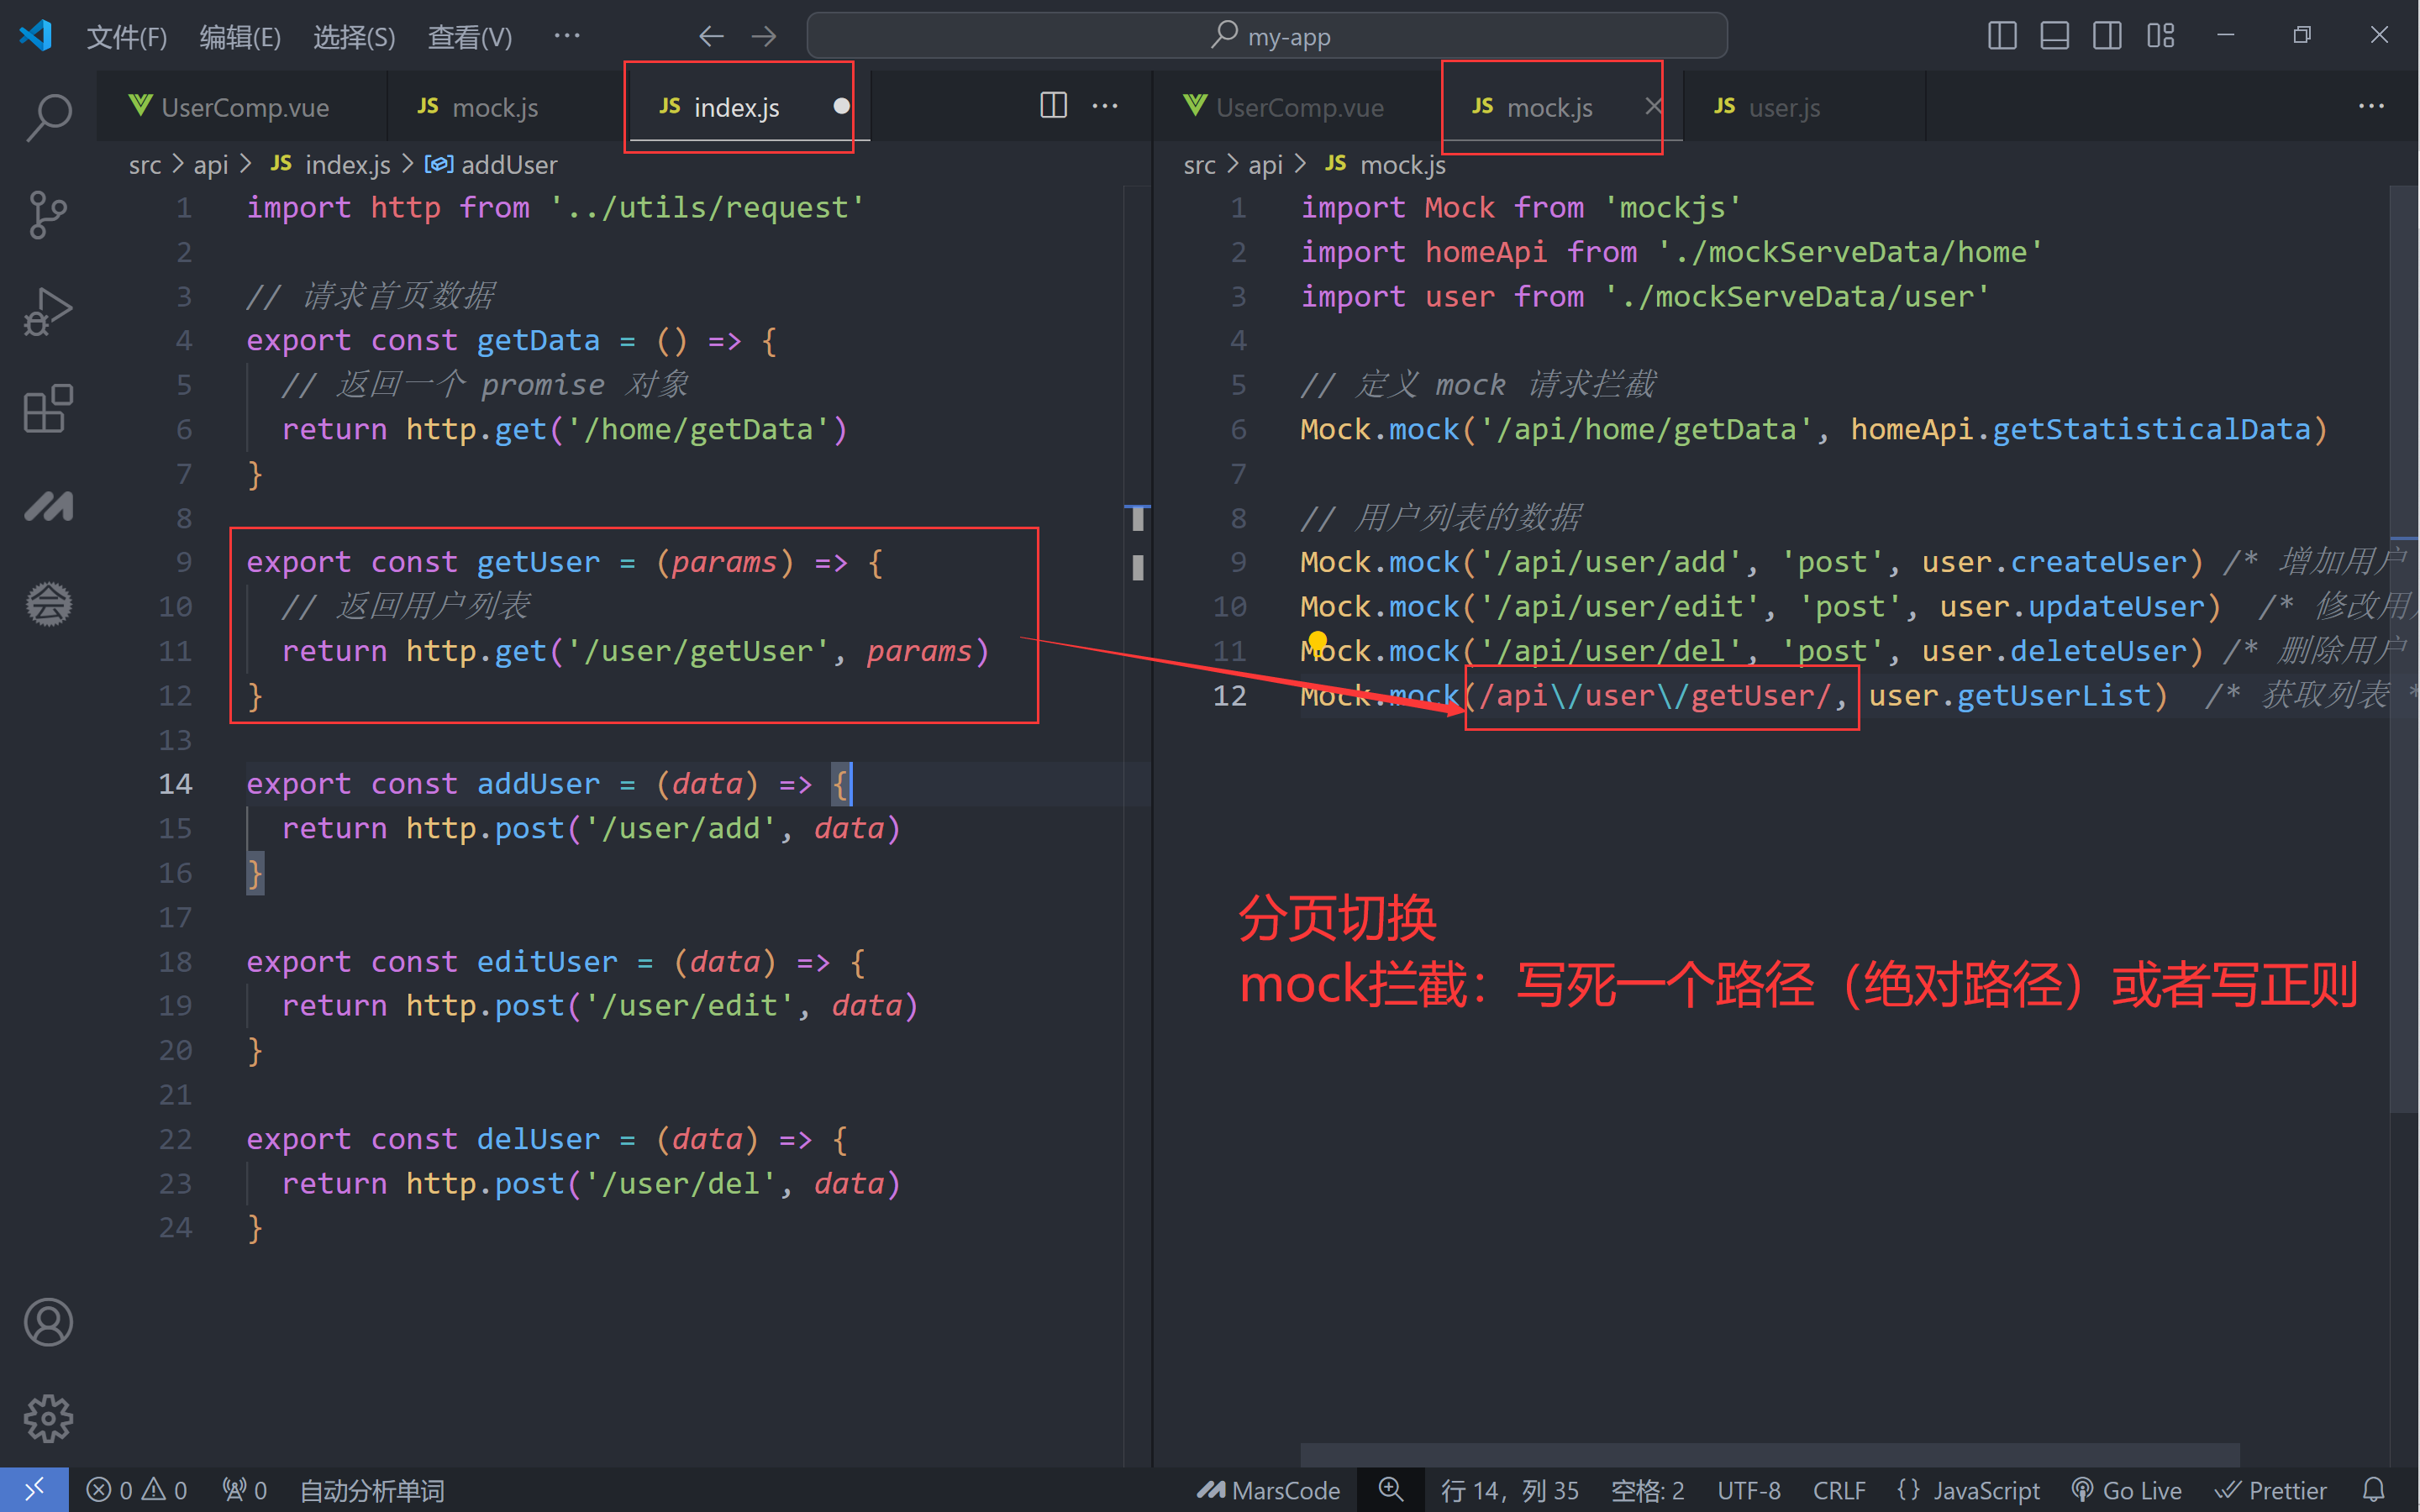 文件(F) 编辑(E) 选择(S) 查看(V) ··· my-app
UserComp.vue JS mock.js JS index.js ···
src > api > JS index.js > addUser
1 import http from '../utils/request'
2
3 // 请求首页数据
4 export const getData = () => {
5 // 返回一个 promise 对象
6 return http.get('/home/getData')
7 }
8
9 export const getUser = (params) => {
10 // 返回用户列表
11 return http.get('/user/getUser', params)
12 }
13
14 export const addUser = (data) => {
15 return http.post('/user/add', data)
16 }
17
18 export const editUser = (data) => {
19 return http.post('/user/edit', data)
20 }
21
22 export const delUser = (data) => {
23 return http.post('/user/del', data)
24 }
UserComp.vue JS mock.js JS user.js ···
src > api > JS mock.js
1 import Mock from 'mockjs'
2 import homeApi from './mockServeData/home'
3 import user from './mockServeData/user'
4
5 // 定义 mock 请求拦截
6 Mock.mock('/api/home/getData', homeApi.getStatisticalData)
7
8 // 用户列表的数据
9 Mock.mock('/api/user/add', 'post', user.createUser) /* 增加用户
10 Mock.mock('/api/user/edit', 'post', user.updateUser) /* 修改用
11 Mock.mock('/api/user/del', 'post', user.deleteUser) /* 删除用户
12 Mock.mock(/api\/user\/getUser/, user.getUserList) /* 获取列表 *
分页切换
mock拦截：写死一个路径（绝对路径）或者写正则
0 0 0 自动分析单词 MarsCode 行 14，列 35 空格: 2 UTF-8 CRLF {} JavaScript Go Live Prettier